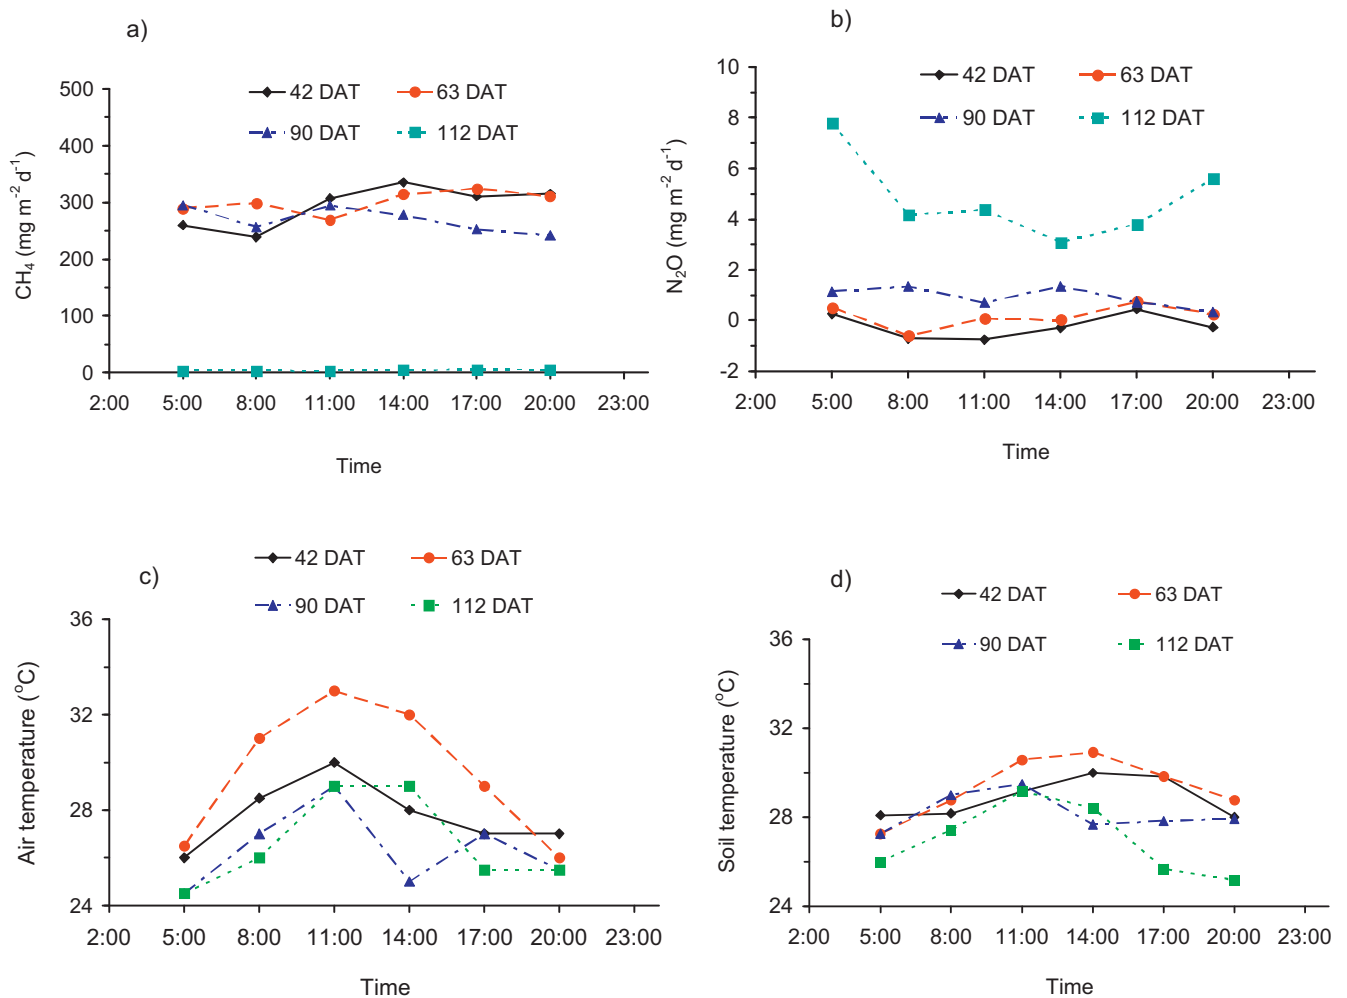 a)
42 DAT 63 DAT
90 DAT 112 DAT
CH4 (mg m-2 d-1)
500
400
300
200
100
0
2:00 5:00 8:00 11:00 14:00 17:00 20:00 23:00
Time
b)
42 DAT 63 DAT
90 DAT 112 DAT
N2O (mg m-2 d-1)
10
8
6
4
2
0
-2
2:00 5:00 8:00 11:00 14:00 17:00 20:00 23:00
Time
c)
42 DAT 63 DAT
90 DAT 112 DAT
Air temperature (oC)
36
32
28
24
2:00 5:00 8:00 11:00 14:00 17:00 20:00 23:00
Time
d)
42 DAT 63 DAT
90 DAT 112 DAT
Soil temperature (oC)
36
32
28
24
2:00 5:00 8:00 11:00 14:00 17:00 20:00 23:00
Time